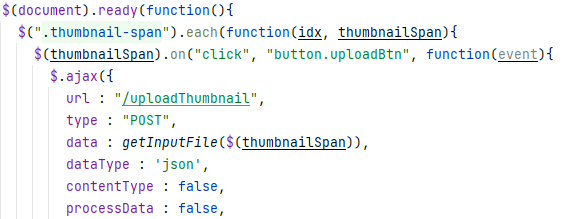 $(document).ready(function(){
$(".thumbnail-span").each(function(idx, thumbnailSpan){
$(thumbnailSpan).on("click", "button.uploadBtn", function(event){
$.ajax({
url : "/uploadThumbnail",
type : "POST",
data : getInputFile($(thumbnailSpan)),
dataType : 'json',
contentType : false,
processData : false,